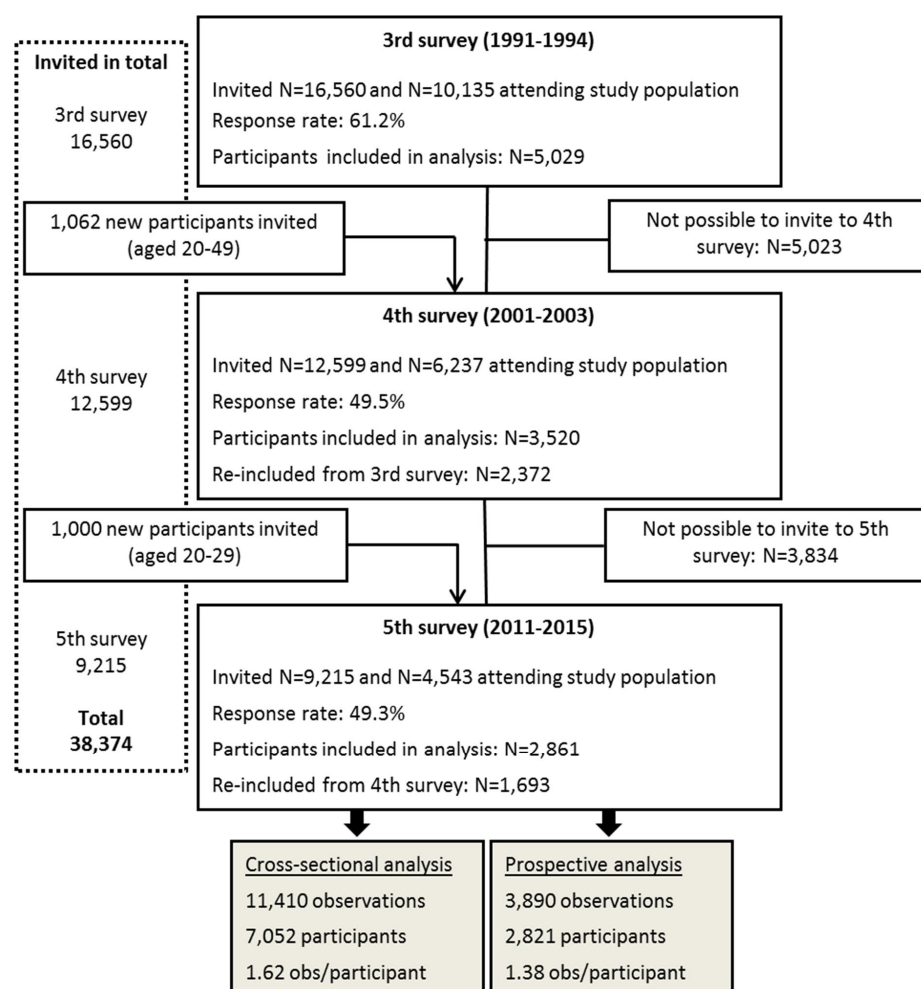 Invited in total
3rd survey
16,560
3rd survey (1991-1994)
Invited N=16,560 and N=10,135 attending study population
Response rate: 61.2%
Participants included in analysis: N=5,029
1,062 new participants invited
(aged 20-49)
Not possible to invite to 4th
survey: N=5,023
4th survey
12,599
4th survey (2001-2003)
Invited N=12,599 and N=6,237 attending study population
Response rate: 49.5%
Participants included in analysis: N=3,520
Re-included from 3rd survey: N=2,372
1,000 new participants invited
(aged 20-29)
Not possible to invite to 5th
survey: N=3,834
5th survey
9,215
Total
38,374
5th survey (2011-2015)
Invited N=9,215 and N=4,543 attending study population
Response rate: 49.3%
Participants included in analysis: N=2,861
Re-included from 4th survey: N=1,693
Cross-sectional analysis
11,410 observations
7,052 participants
1.62 obs/participant
Prospective analysis
3,890 observations
2,821 participants
1.38 obs/participant